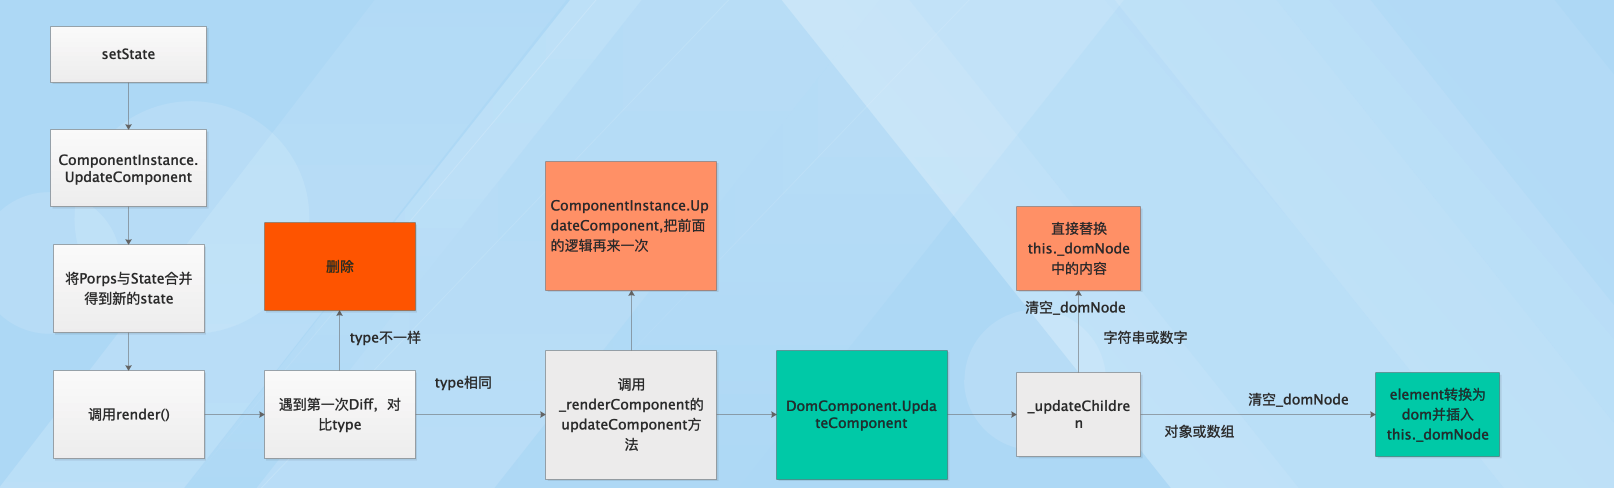 setState
ComponentInstance.
UpdateComponent
将Porps与State合并
得到新的state
调用render()
删除
type不一样
遇到第一次Diff，对
比type
type相同
ComponentInstance.Up
dateComponent,把前面
的逻辑再来一次
调用
_renderComponent的
updateComponent方
法
DomComponent.Upda
teComponent
直接替换
this._domNode
中的内容
清空_domNode
字符串或数字
_updateChildre
n
清空_domNode
对象或数组
element转换为
dom并插入
this._domNode